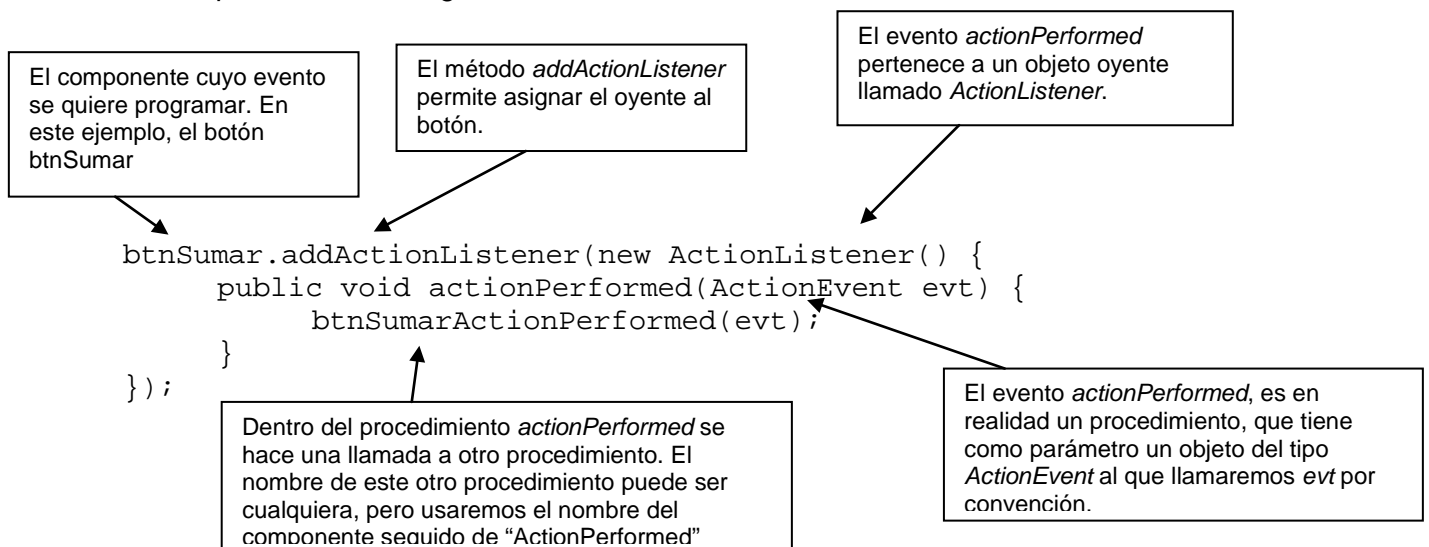 El componente cuyo evento
se quiere programar. En
este ejemplo, el botón
btnSumar
El método addActionListener
permite asignar el oyente al
botón.
El evento actionPerformed
pertenece a un objeto oyente
llamado ActionListener.
btnSumar.addActionListener(new ActionListener() {
public void actionPerformed(ActionEvent evt) {
btnSumarActionPerformed(evt);
}
});
Dentro del procedimiento actionPerformed se
hace una llamada a otro procedimiento. El
nombre de este otro procedimiento puede ser
cualquiera, pero usaremos el nombre del
componente seguido de “ActionPerformed”
El evento actionPerformed, es en
realidad un procedimiento, que tiene
como parámetro un objeto del tipo
ActionEvent al que llamaremos evt por
convención.